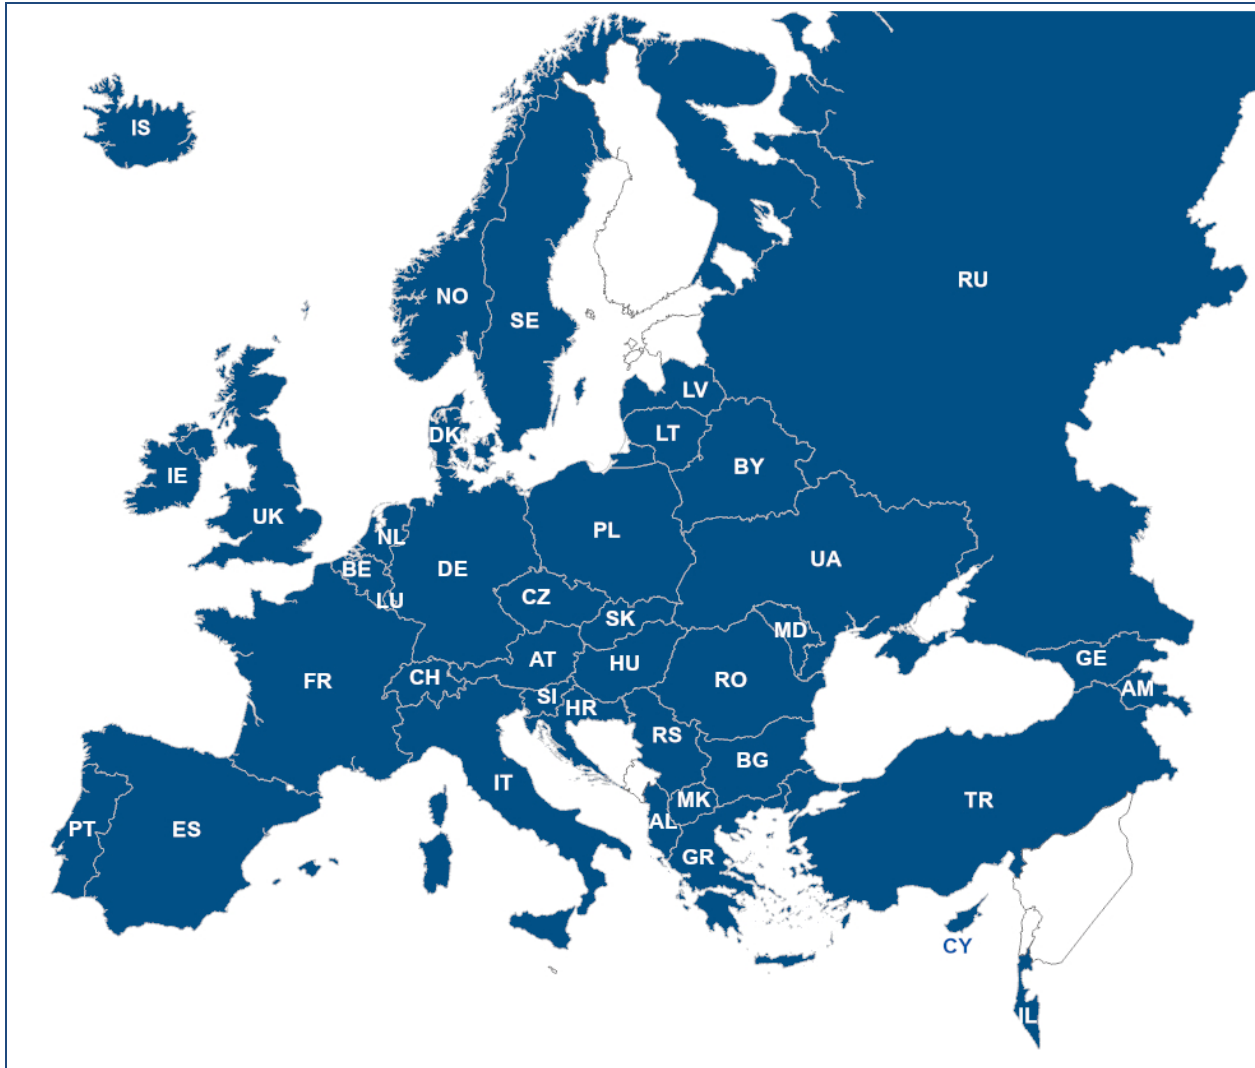 IS
RU
NO
SE
LV
DK
LT
BY
IE
UK
NL
PL
UA
BE
DE
LU
CZ
SK
MD
AT
HU
GE
CH
FR
RO
AM
SI
HR
RS
BG
IT
MK
TR
PT
ES
AL
GR
CY
IL